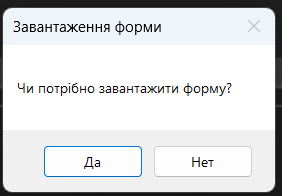 Завантаження форми
Чи потрібно завантажити форму?
Да
Нет